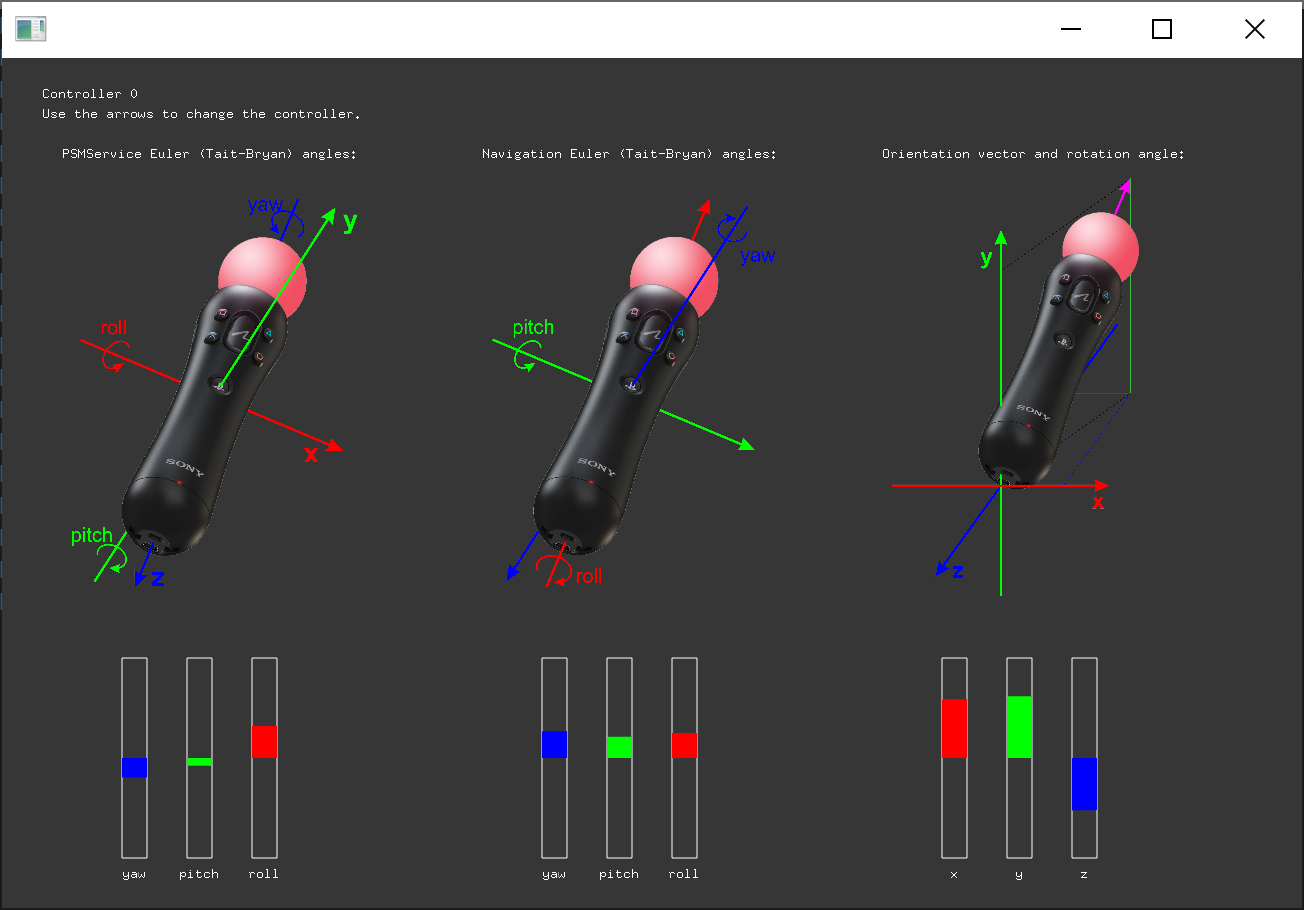 Controller 0
Use the arrows to change the controller.
PSMService Euler (Tait-Bryan) angles:
Navigation Euler (Tait-Bryan) angles:
Orientation vector and rotation angle:
yaw
y
roll
x
SONY
pitch
z
yaw
pitch
SONY
roll
y
SONY
x
z
yaw pitch roll
yaw pitch roll
x y z